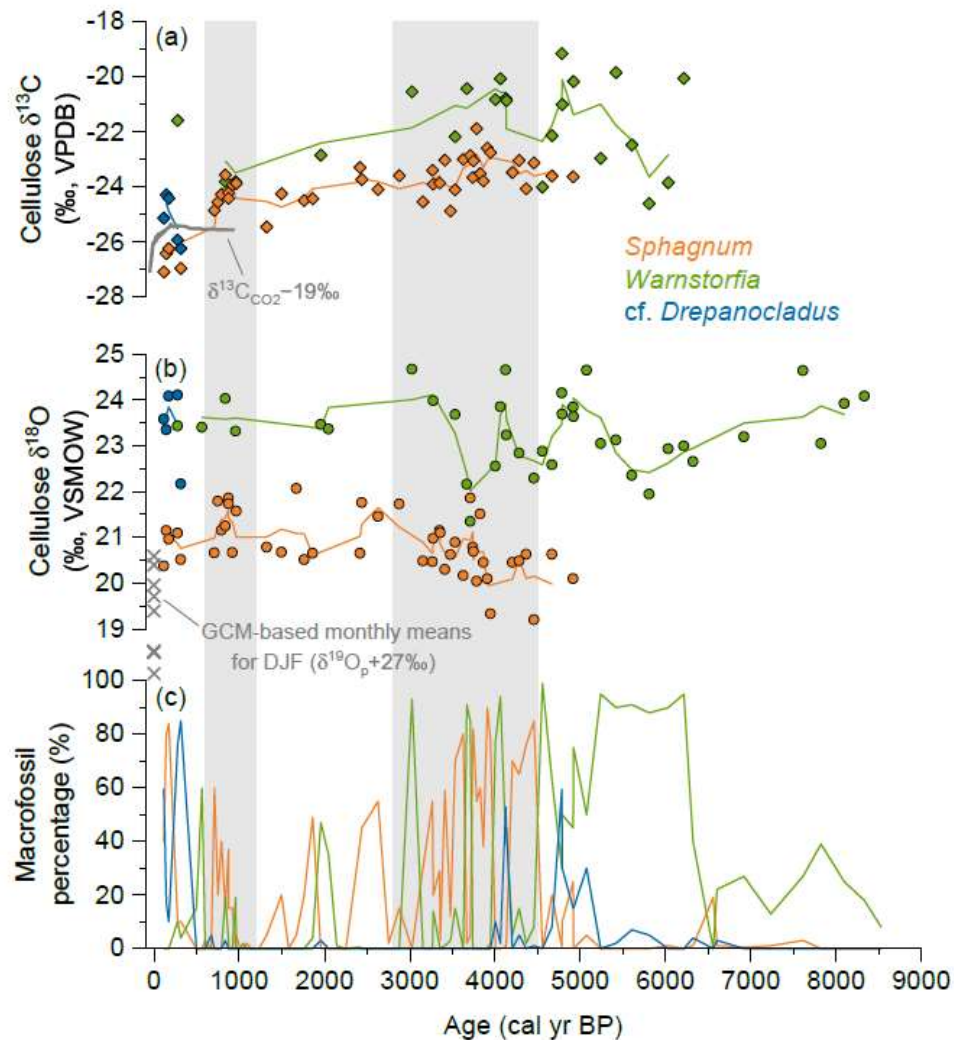 -18
(a)
-20
-22
-24
-26
-28
Cellulose δ13C
(‰, VPDB)
Sphagnum
Warnstorfia
cf. Drepanocladus
δ13CCO2−19‰
25
(b)
24
23
22
21
20
19
Cellulose δ18O
(‰, VSMOW)
GCM-based monthly means
for DJF (δ19Op+27‰)
100
(c)
80
60
40
20
0
Macrofossil
percentage (%)
0 1000 2000 3000 4000 5000 6000 7000 8000 9000
Age (cal yr BP)